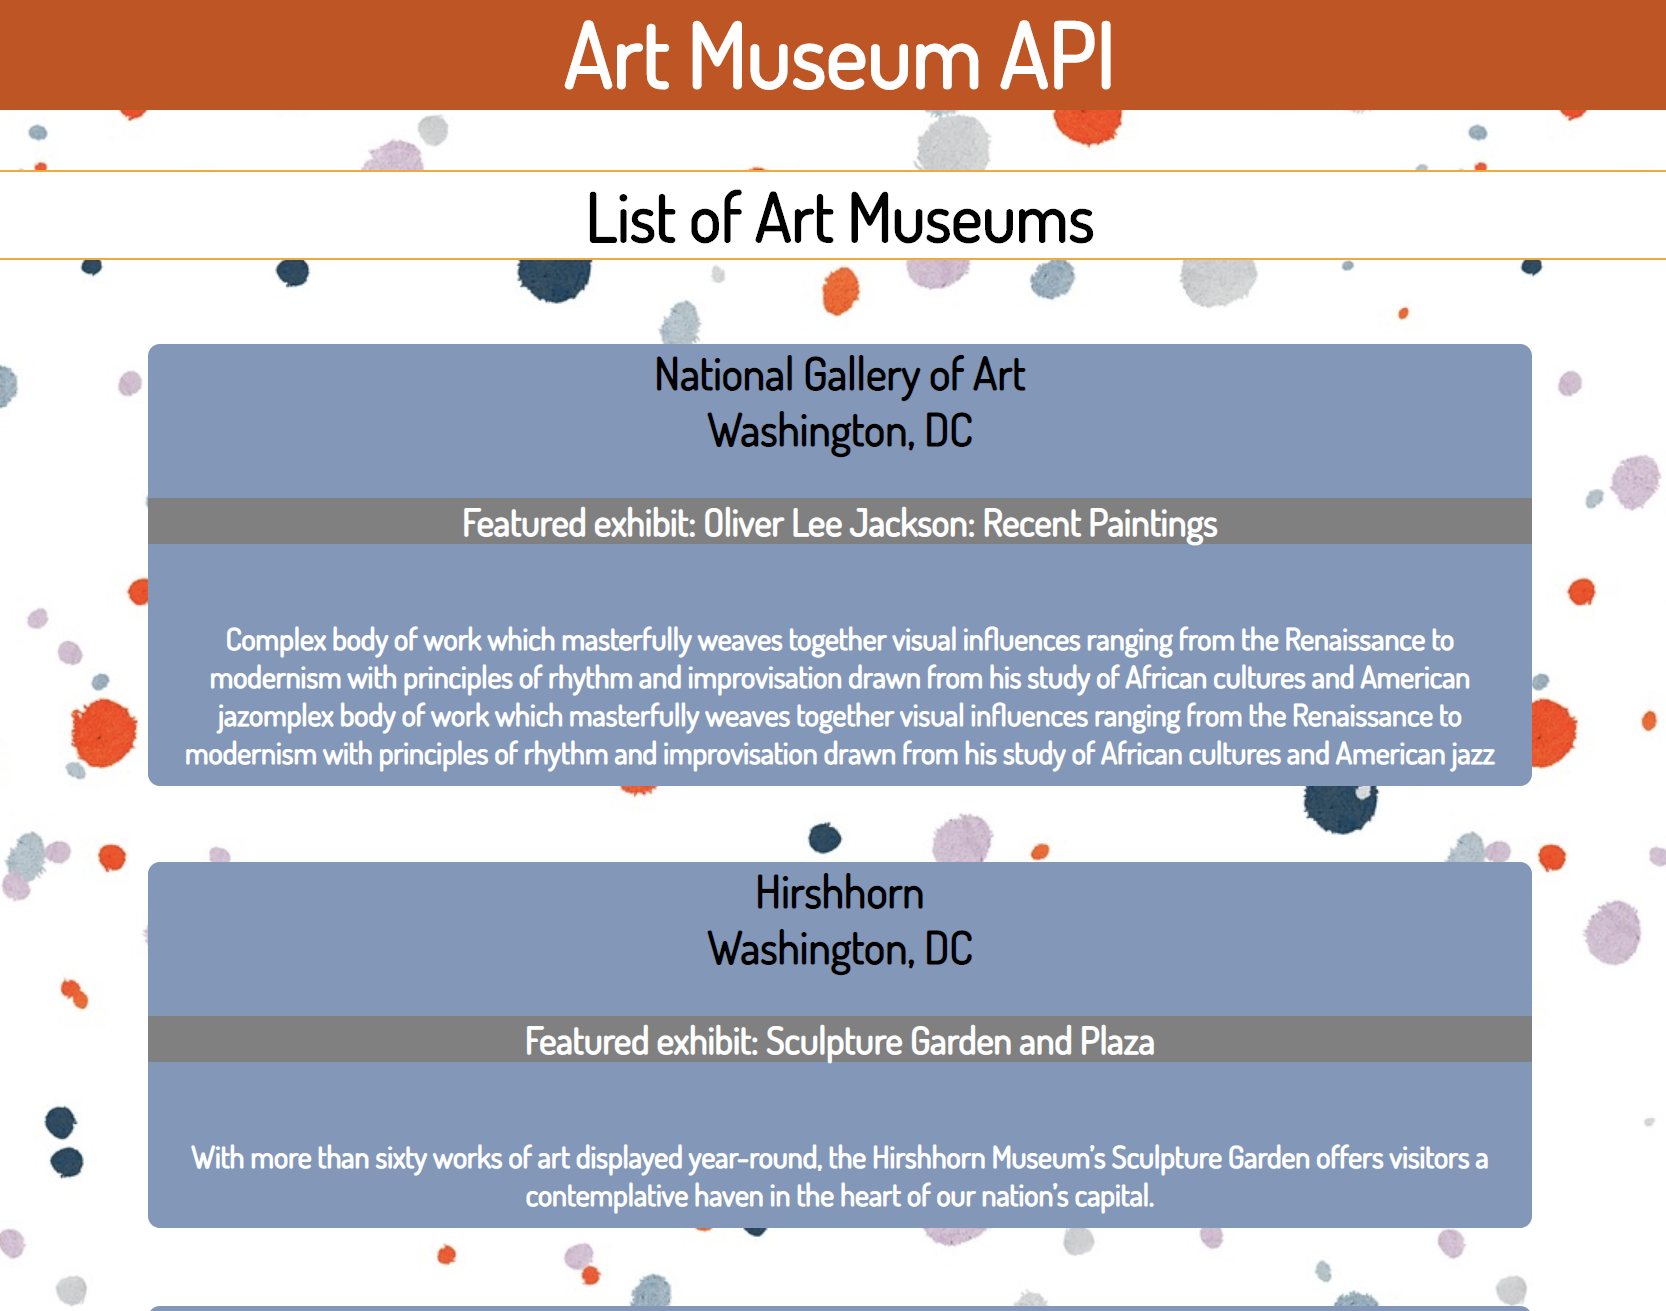 Art Museum API
List of Art Museums
National Gallery of Art
Washington, DC
Featured exhibit: Oliver Lee Jackson: Recent Paintings
Complex body of work which masterfully weaves together visual influences ranging from the Renaissance to
modernism with principles of rhythm and improvisation drawn from his study of African cultures and American
jazomplex body of work which masterfully weaves together visual influences ranging from the Renaissance to
modernism with principles of rhythm and improvisation drawn from his study of African cultures and American jazz
Hirshhorn
Washington, DC
Featured exhibit: Sculpture Garden and Plaza
With more than sixty works of art displayed year-round, the Hirshhorn Museum’s Sculpture Garden offers visitors a
contemplative haven in the heart of our nation’s capital.